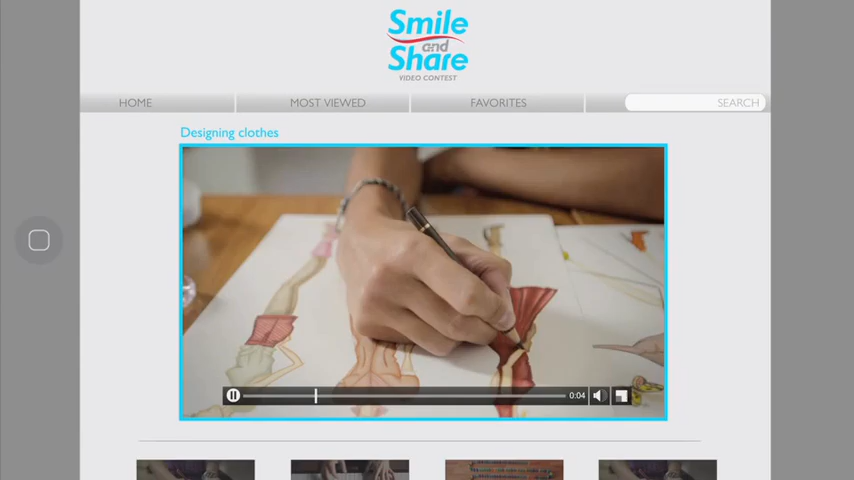 Smile
and
Share
VIDEO CONTEST
HOME MOST VIEWED FAVORITES SEARCH
Designing clothes
0:04